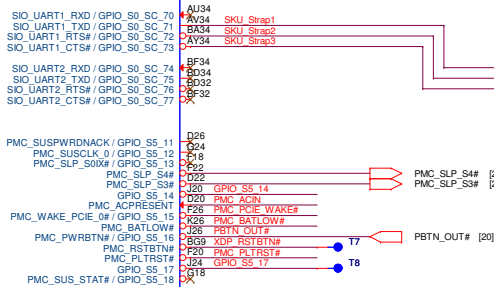 SIO_UART1_RXD / GPIO_S0_SC_70 AU34
SIO_UART1_TXD / GPIO_S0_SC_71 AV34 SKU_Strap1
SIO_UART1_RTS# / GPIO_S0_SC_72 BA34 SKU_Strap2
SIO_UART1_CTS# / GPIO_S0_SC_73 AY34 SKU_Strap3
SIO_UART2_RXD / GPIO_S0_SC_74 BF34
SIO_UART2_TXD / GPIO_S0_SC_75 BD34
SIO_UART2_RTS# / GPIO_S0_SC_76 BD32
SIO_UART2_CTS# / GPIO_S0_SC_77 BF32
PMC_SUSPWRDNACK / GPIO_S5_11 D26
PMC_SUSCLK_0 / GPIO_S5_12 G24
PMC_SLP_S0IX# / GPIO_S5_13 F18
PMC_SLP_S4# F22 PMC_SLP_S4#
PMC_SLP_S3# D22 PMC_SLP_S3#
GPIO_S5_14 J20 GPIO_S5_14
PMC_ACPRESENT D20 PMC_ACIN
PMC_WAKE_PCIE_0# / GPIO_S5_15 F26 PMC_PCIE_WAKE#
PMC_BATLOW# K26 PMC_BATLOW#
PMC_PWRBTN# / GPIO_S5_16 J26 PBTN_OUT# PBTN_OUT# [20]
PMC_RSTBTN# BG9 XDP_RSTBTN# T7
PMC_PLTRST# F20 PMC_PLTRST#
GPIO_S5_17 J24 GPIO_S5_17 T8
PMC_SUS_STAT# / GPIO_S5_18 G18